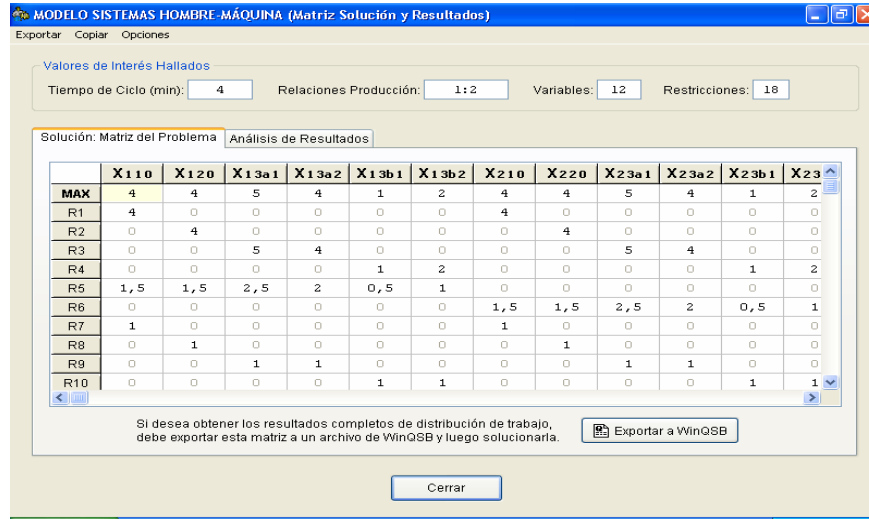 MODELO SISTEMAS HOMBRE-MÁQUINA (Matriz Solución y Resultados)
Exportar Copiar Opciones
Valores de Interés Hallados
Tiempo de Ciclo (min): 4 Relaciones Producción: 1:2 Variables: 12 Restricciones: 18
Solución: Matriz del Problema Análisis de Resultados
X110 X120 X13a1 X13a2 X13b1 X13b2 X210 X220 X23a1 X23a2 X23b1 X23
MAX 4 4 5 4 1 2 4 4 5 4 1 2
R1 4 0 0 0 0 0 4 0 0 0 0 0
R2 0 4 0 0 0 0 0 4 0 0 0 0
R3 0 0 5 4 0 0 0 0 5 4 0 0
R4 0 0 0 0 1 2 0 0 0 0 1 2
R5 1,5 1,5 2,5 2 0,5 1 0 0 0 0 0 0
R6 0 0 0 0 0 0 1,5 1,5 2,5 2 0,5 1
R7 1 0 0 0 0 0 1 0 0 0 0 0
R8 0 1 0 0 0 0 0 1 0 0 0 0
R9 0 0 1 1 0 0 0 0 1 1 0 0
R10 0 0 0 0 1 1 0 0 0 0 1 1
Si desea obtener los resultados completos de distribución de trabajo,
debe exportar esta matriz a un archivo de WinQSB y luego solucionarla.
Exportar a WinQSB
Cerrar